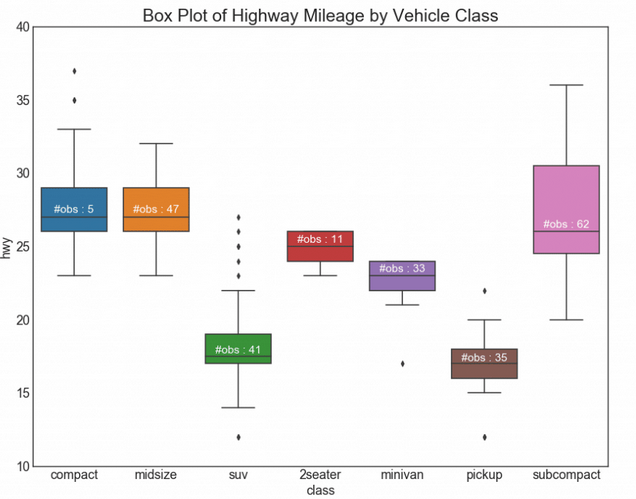 Box Plot of Highway Mileage by Vehicle Class
40
35
30
25
20
15
10
hwy
#obs : 5
#obs : 47
#obs : 41
#obs : 11
#obs : 33
#obs : 35
#obs : 62
compact midsize suv 2seater minivan pickup subcompact
class